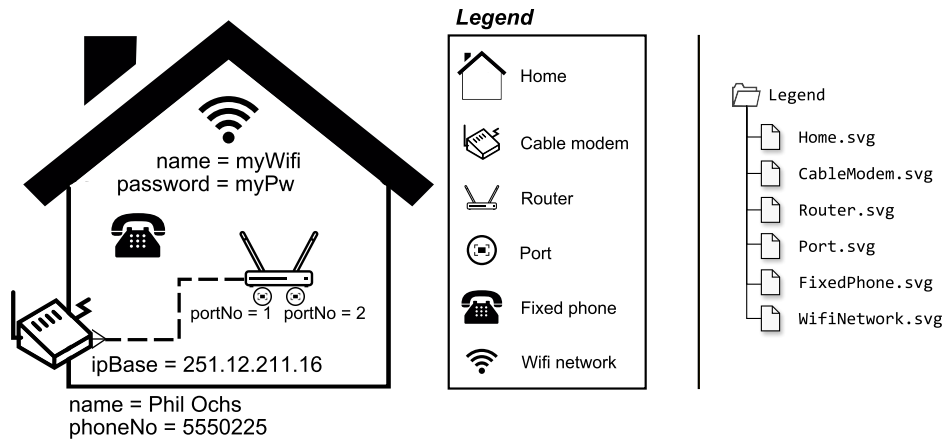 name = myWifi
password = myPw
portNo = 1 portNo = 2
ipBase = 251.12.211.16
name = Phil Ochs
phoneNo = 5550225
Legend
Home
Cable modem
Router
Port
Fixed phone
Wifi network
Legend
Home.svg
CableModem.svg
Router.svg
Port.svg
FixedPhone.svg
WifiNetwork.svg